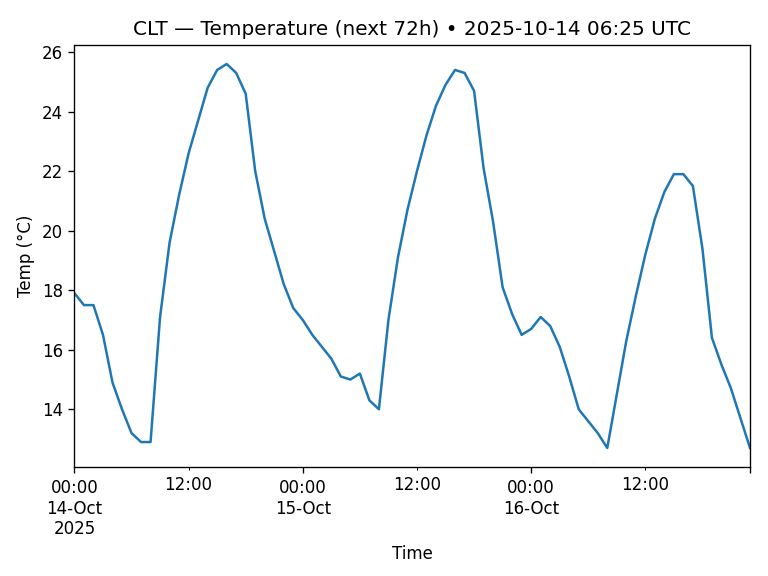 CLT — Temperature (next 72h) • 2025-10-14 06:25 UTC
26
24
22
20
18
16
14
Temp (°C)
00:00 12:00 00:00 12:00 00:00 12:00
14-Oct 15-Oct 16-Oct
2025
Time